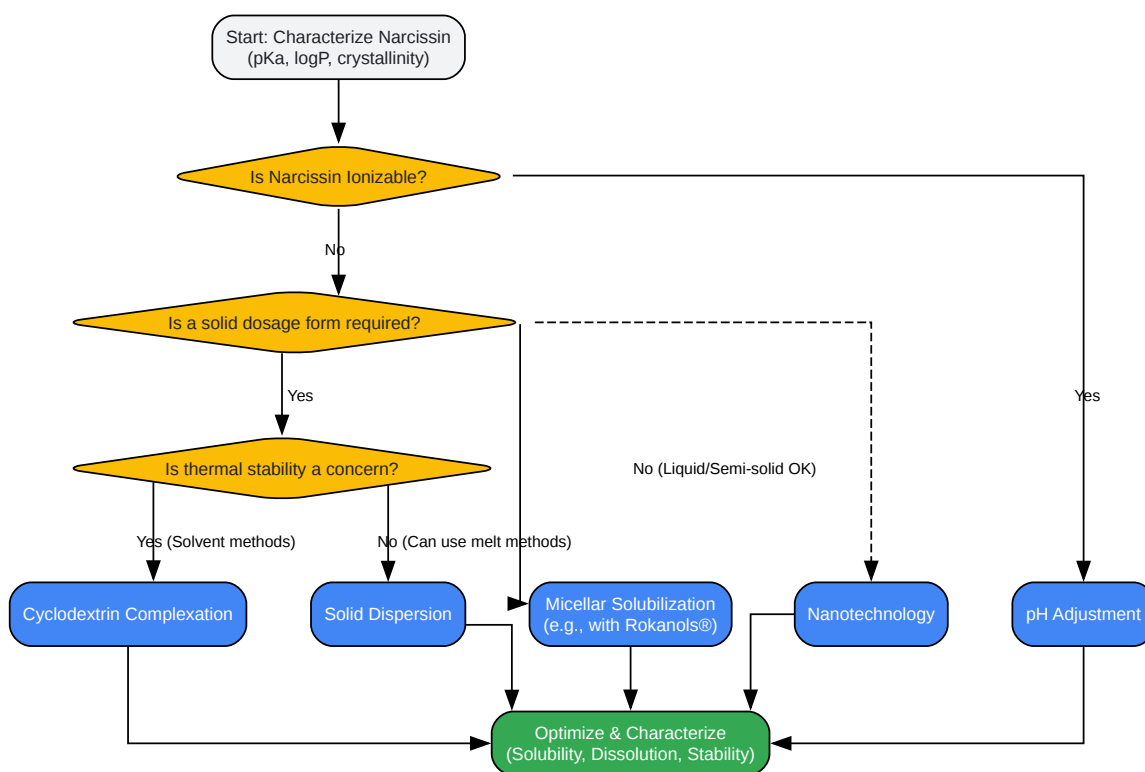 Start: Characterize Narcissin
(pKa, logP, crystallinity)
Is Narcissin Ionizable?
No
Is a solid dosage form required?
Yes
Yes
Is thermal stability a concern?
No (Liquid/Semi-solid OK)
Yes (Solvent methods)
No (Can use melt methods)
Cyclodextrin Complexation
Solid Dispersion
Micellar Solubilization
(e.g., with Rokanols®)
Nanotechnology
pH Adjustment
Optimize & Characterize
(Solubility, Dissolution, Stability)